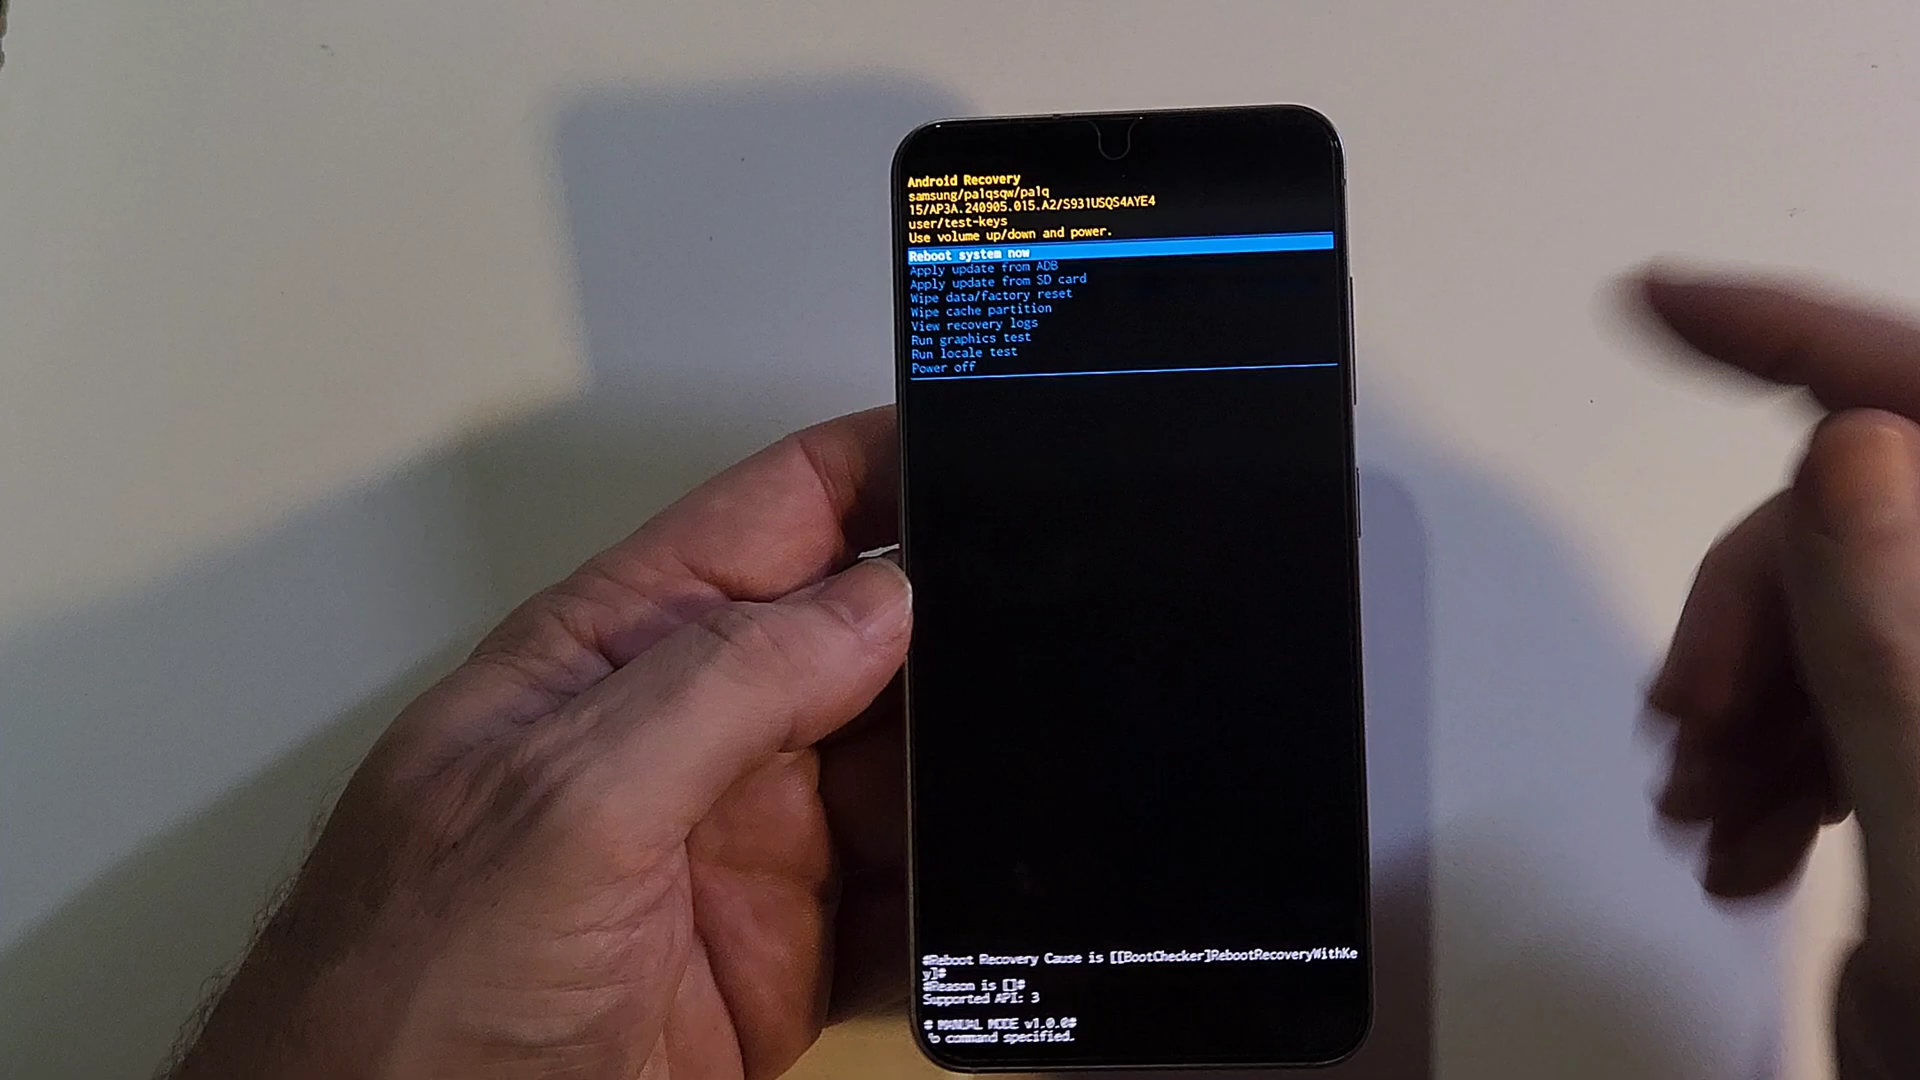 Android Recovery
samsung/pa1qsqw/pa1q
15/AP3A.240905.015.A2/S931USQS4AYE4
user/test-keys
Use volume up/down and power.
Reboot system now
Apply update from ADB
Apply update from SD card
Wipe data/factory reset
Wipe cache partition
View recovery logs
Run graphics test
Run locale test
Power off
#Reboot Recovery Cause is [[BootChecker]RebootRecoveryWithKe
y]#
#Reason is []#
Supported API: 3
# MANUAL MODE v1.0.0#
command specified.